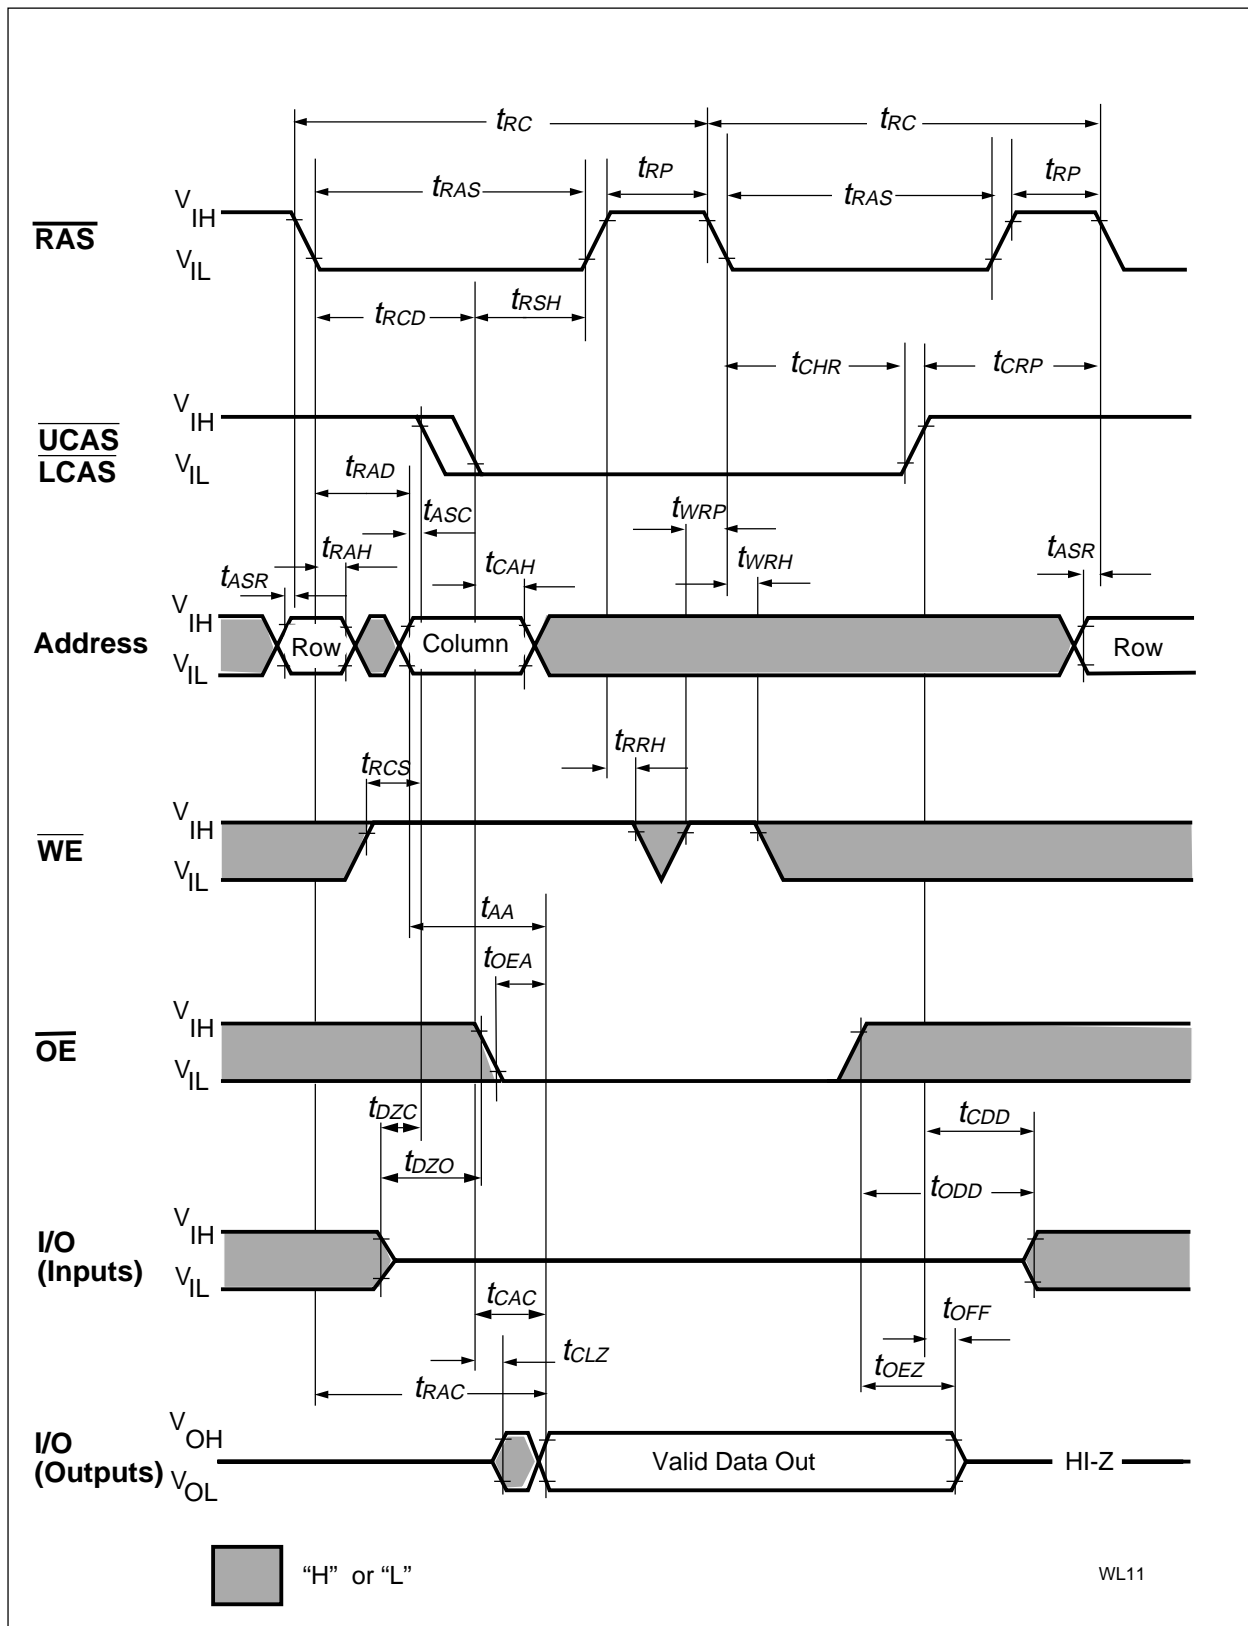 tRC tRC
tRAS tRP tRAS tRP
RAS VIH
VIL
tRCD tRSH
tCHR tCRP
UCAS VIH
LCAS VIL
tRAD
tASC tWRP
tRAH tCAH tWRH tASR
tASR
Address VIH
VIL
Row Column Row
tRRH
tRCS
WE VIH
VIL
tAA
tOEA
OE VIH
VIL
tDZC tCDD
tDZO tODD
I/O VIH
(Inputs) VIL
tCAC tOFF
tCLZ tOEZ
tRAC
I/O VOH
(Outputs) VOL
Valid Data Out HI-Z
“H” or “L”
WL11